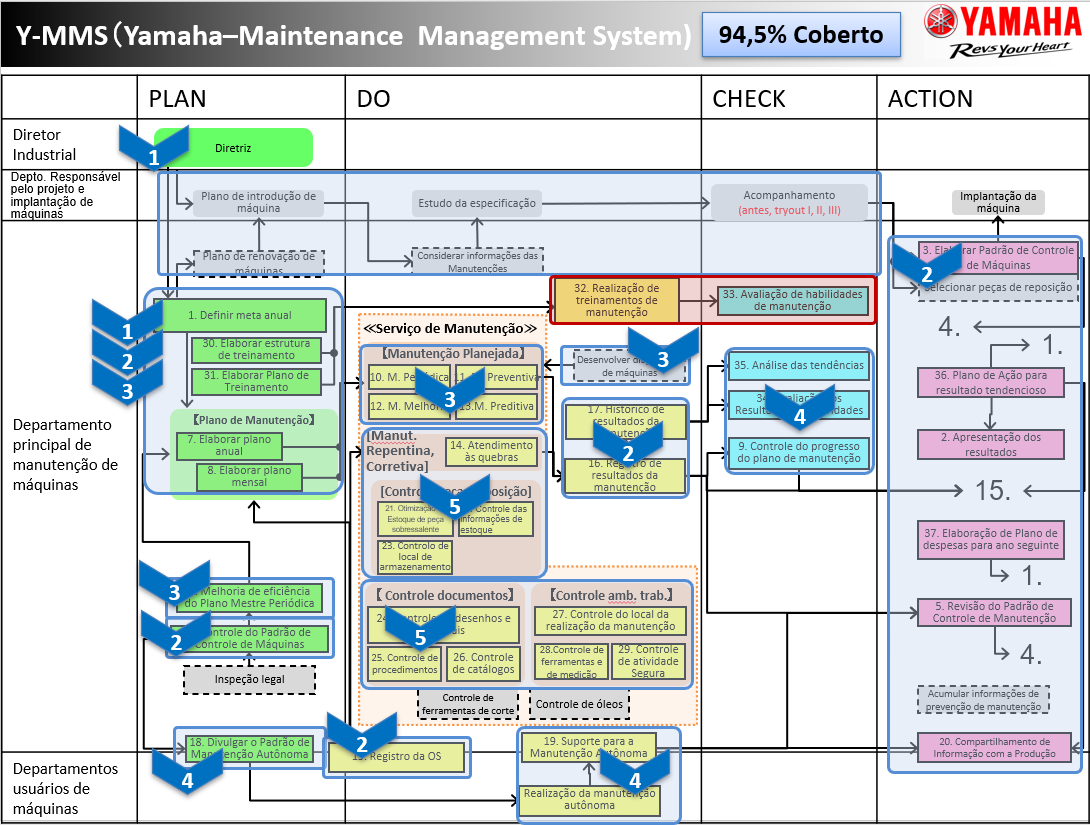 Y-MMS（Yamaha–Maintenance Management System)
94,5% Coberto
YAMAHA
Revs Your Heart
PLAN
DO
CHECK
ACTION
Diretor
Industrial
1
Diretriz
Depto. Responsável
pelo projeto e
implantação de
máquinas
Plano de introdução de
máquina
Estudo da especificação
Acompanhamento
(antes, tryout I, II, III)
Implantação da
máquina
Plano de renovação de
máquinas
Considerar informações das
Manutenções
3. Elaborar Padrão de Controle
de Máquinas
2
Selecionar peças de reposição
Departamento
principal de
manutenção de
máquinas
1
2
3
1. Definir meta anual
30. Elaborar estrutura
de treinamento
31. Elaborar Plano de
Treinamento
【Plano de Manutenção】
7. Elaborar plano
anual
8. Elaborar plano
mensal
32. Realização de
treinamentos de
manutenção
33. Avaliação de habilidades
de manutenção
≪Serviço de Manutenção≫
【Manutenção Planejada】
10. M.
Preventiva
12. M.
13.M. Preditiva
3
Desenvolver
de máquinas
3
[Manut.
Repentina,
Corretiva]
14. Atendimento
às quebras
5
21. Otimização
Estoque de peça
sobressalente
Controle das
informações de
estoque
23. Controlo de
local de
armazenamento
17. Histórico de
resultados da
2
16.
resultados da
manutenção
35. Análise das tendências
4
9. Controle do progresso
do plano de manutenção
4.
1.
36. Plano de Ação para
resultado tendencioso
2. Apresentação dos
resultados
15.
37. Elaboração de Plano de
despesas para ano seguinte
1.
5. Revisão do Padrão de
Controle de Manutenção
4.
Acumular informações de
prevenção de manutenção
20. Compartilhamento de
Informação com a Produção
3
Melhoria de eficiência
do Plano Mestre Periódica
2
Controle do Padrão de
Controle de Máquinas
Inspeção legal
【 Controle documentos】
desenhos e
5
25. Controle de
procedimentos
26. Controle
de catálogos
【Controle amb. trab.】
27. Controle do local da
realização da manutenção
28.Controle de
ferramentas e
de medição
29. Controle
de atividade
Segura
Controle de
ferramentas de corte
Controle de óleos
18. Divulgar o Padrão de
Manutenção Autônoma
4
2
Registro da OS
19. Suporte para a
Manutenção Autônoma
4
Realização da manutenção
autônoma
Departamentos
usuários de
máquinas